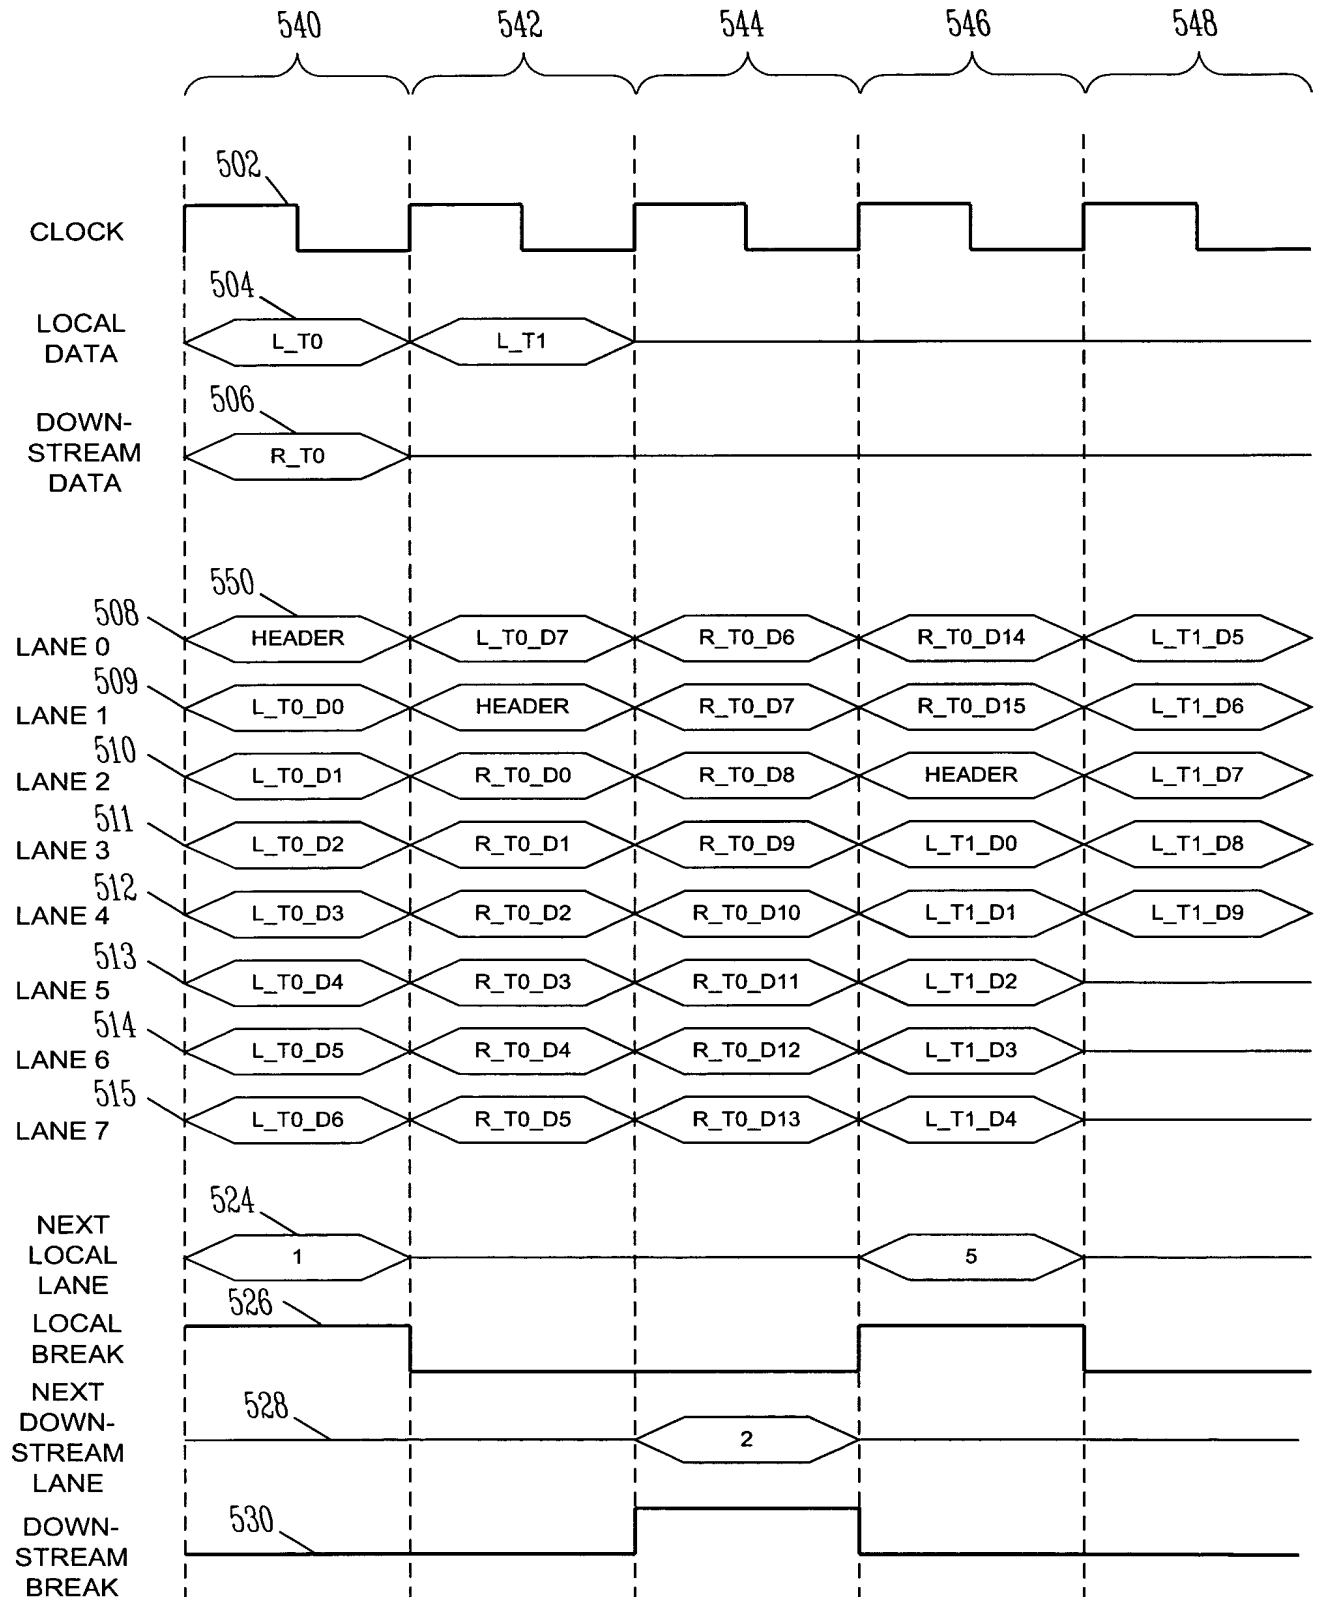 540 542 544 546 548
502
CLOCK
504
LOCAL
DATA
L_T0 L_T1
506
DOWN-
STREAM
DATA
R_T0
550
508
LANE 0 HEADER L_T0_D7 R_T0_D6 R_T0_D14 L_T1_D5
509
LANE 1 L_T0_D0 HEADER R_T0_D7 R_T0_D15 L_T1_D6
510
LANE 2 L_T0_D1 R_T0_D0 R_T0_D8 HEADER L_T1_D7
511
LANE 3 L_T0_D2 R_T0_D1 R_T0_D9 L_T1_D0 L_T1_D8
512
LANE 4 L_T0_D3 R_T0_D2 R_T0_D10 L_T1_D1 L_T1_D9
513
LANE 5 L_T0_D4 R_T0_D3 R_T0_D11 L_T1_D2
514
LANE 6 L_T0_D5 R_T0_D4 R_T0_D12 L_T1_D3
515
LANE 7 L_T0_D6 R_T0_D5 R_T0_D13 L_T1_D4
524
NEXT
LOCAL
LANE
1 5
526
LOCAL
BREAK
528
NEXT
DOWN-
STREAM
LANE
2
530
DOWN-
STREAM
BREAK